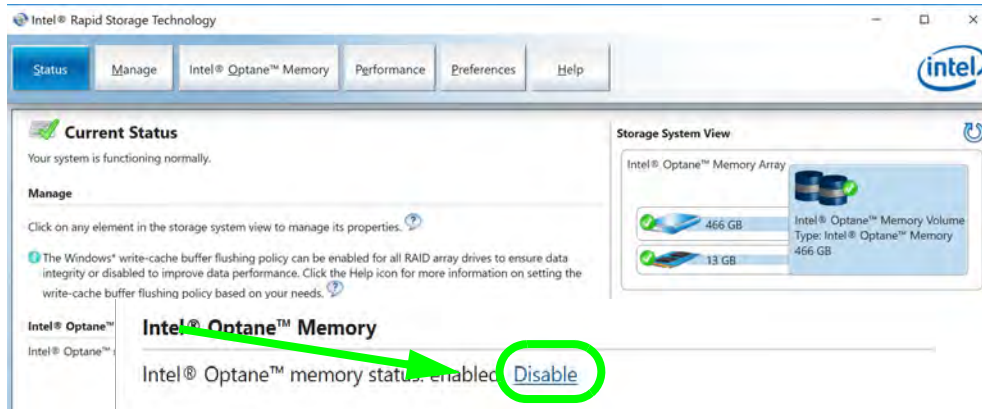 Intel® Rapid Storage Technology
Status
Manage
Intel® Optane™ Memory
Performance
Preferences
Help
intel
Current Status
Your system is functioning normally.
Manage
Click on any element in the storage system view to manage its properties.
The Windows* write-cache buffer flushing policy can be enabled for all RAID array drives to ensure data
integrity or disabled to improve data performance. Click the Help icon for more information on setting the
write-cache buffer flushing policy based on your needs.
Intel® Optane™
Intel® Optane™
Storage System View
Intel® Optane™ Memory Array
466 GB
13 GB
Intel® Optane™ Memory Volume
Type: Intel® Optane™ Memory
466 GB
Intel® Optane™ Memory
Intel® Optane™ memory status: enabled Disable